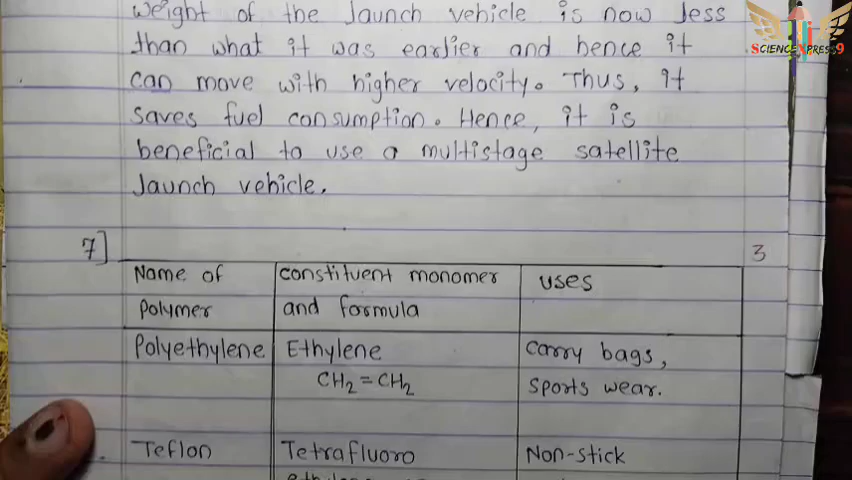 weight of the launch vehicle is now less
than what it was earlier and hence it
can move with higher velocity. Thus, it
saves fuel consumption. Hence, it is
beneficial to use a multistage satellite
launch vehicle.
7]
3
Name of polymer
constituent monomer and formula
uses
Polyethylene
Ethylene
CH2=CH2
Carry bags,
sports wear.
Teflon
Tetrafluoro
Non-stick
SCIENCEXPRESS9